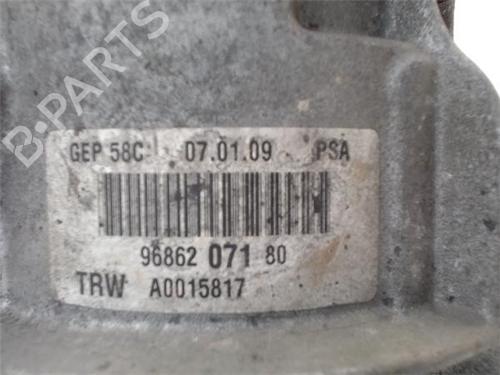 B-PARTS
GEP 58C 07.01.09 PSA
96862 071 80
TRW A0015817